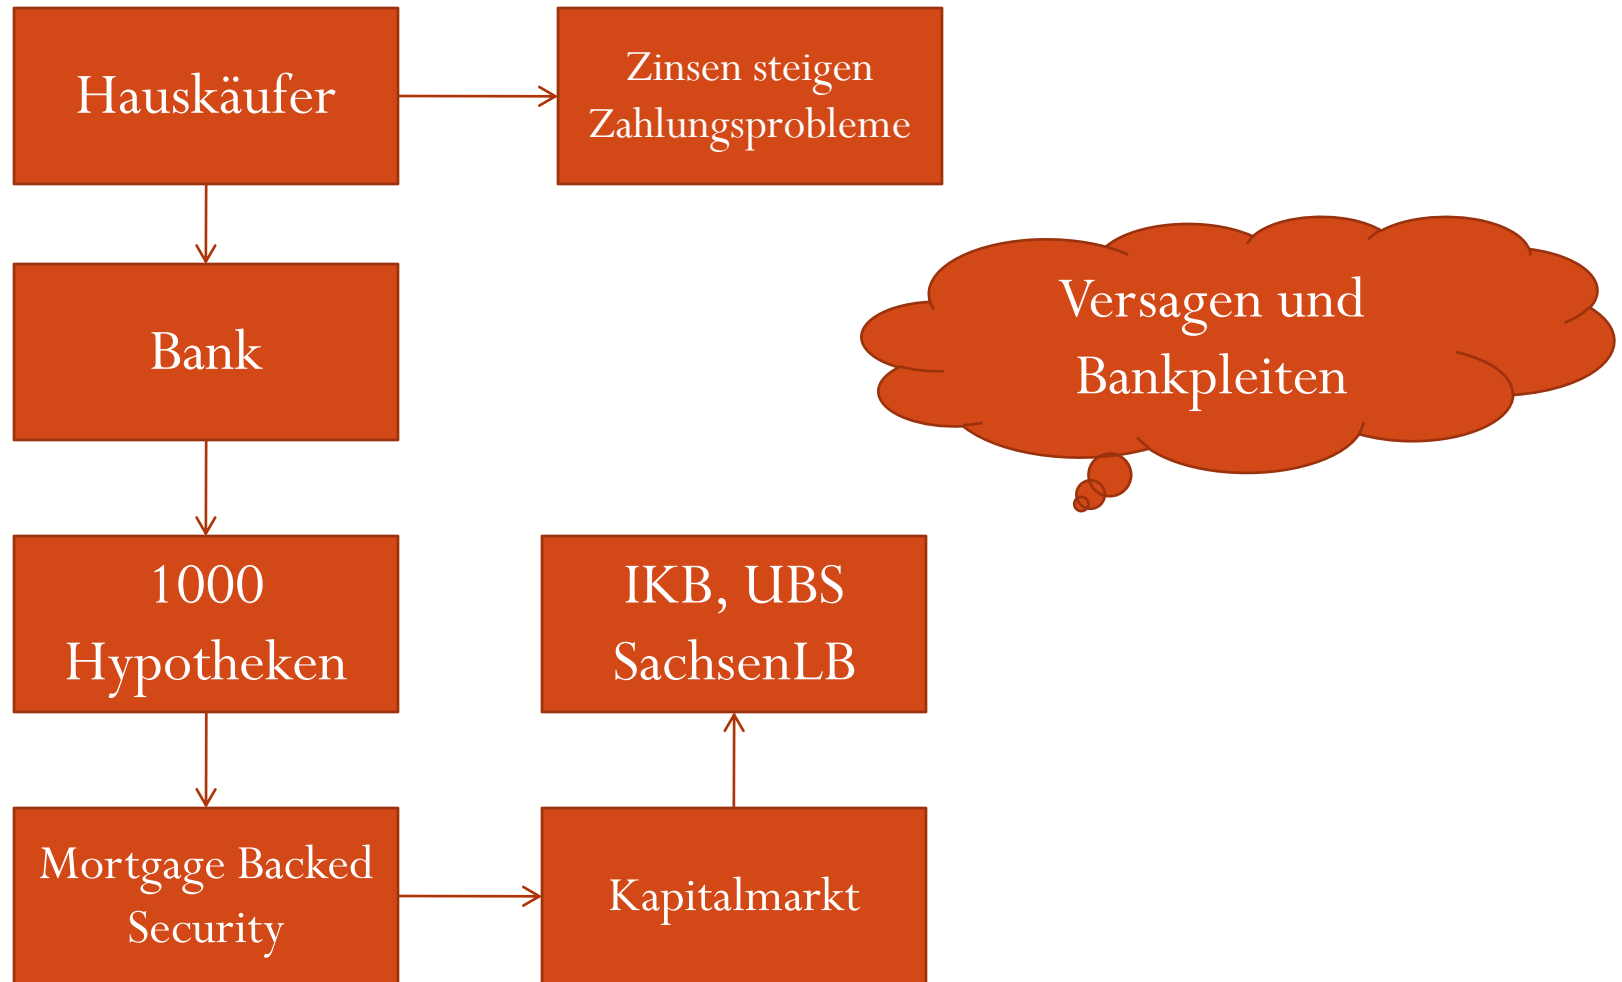 Hauskäufer
Zinsen steigen
Zahlungsprobleme
Bank
Versagen und
Bankpleiten
1000
Hypotheken
IKB, UBS
SachsenLB
Mortgage Backed
Security
Kapitalmarkt